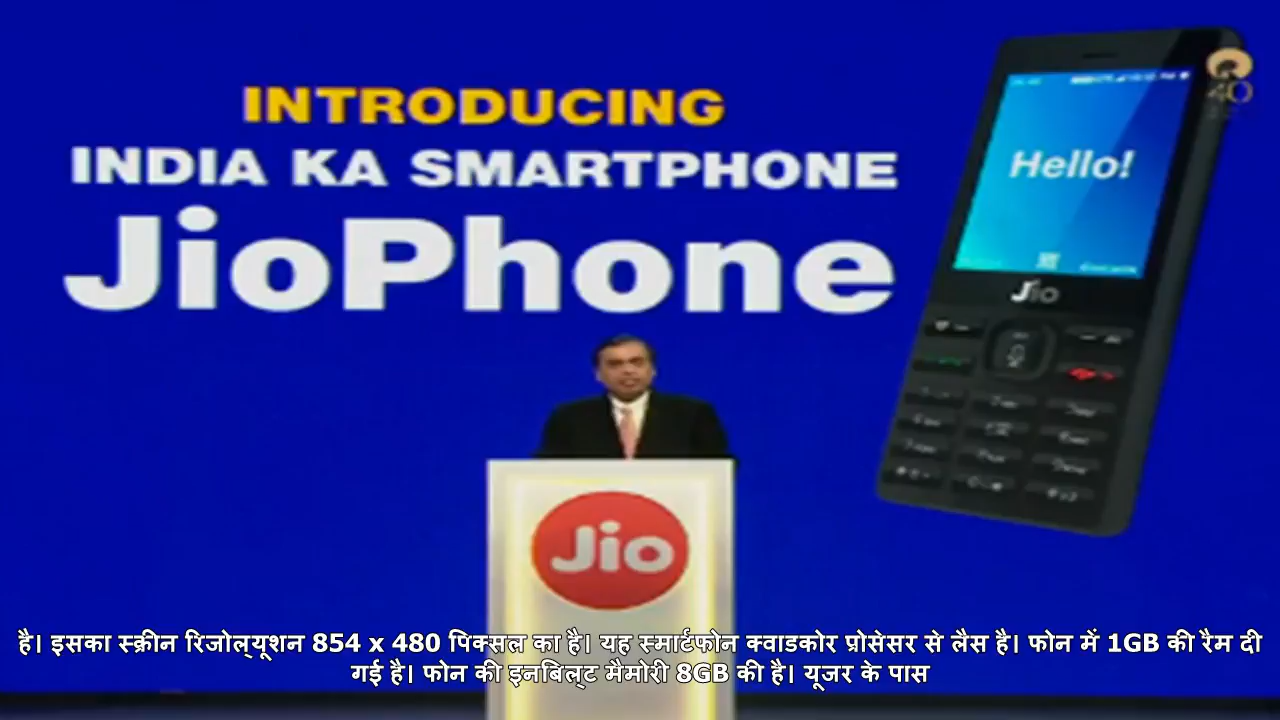 INTRODUCING
INDIA KA SMARTPHONE
JioPhone
40
Hello!
Jio
Jio
है। इसका स्क्रीन रिजोल्यूशन 854 x 480 पिक्सल का है। यह स्मार्टफोन क्वाडकोर प्रोसेसर से लैस है। फोन में 1GB की रैम दी
गई है। फोन की इनबिल्ट मैमोरी 8GB की है। यूजर के पास